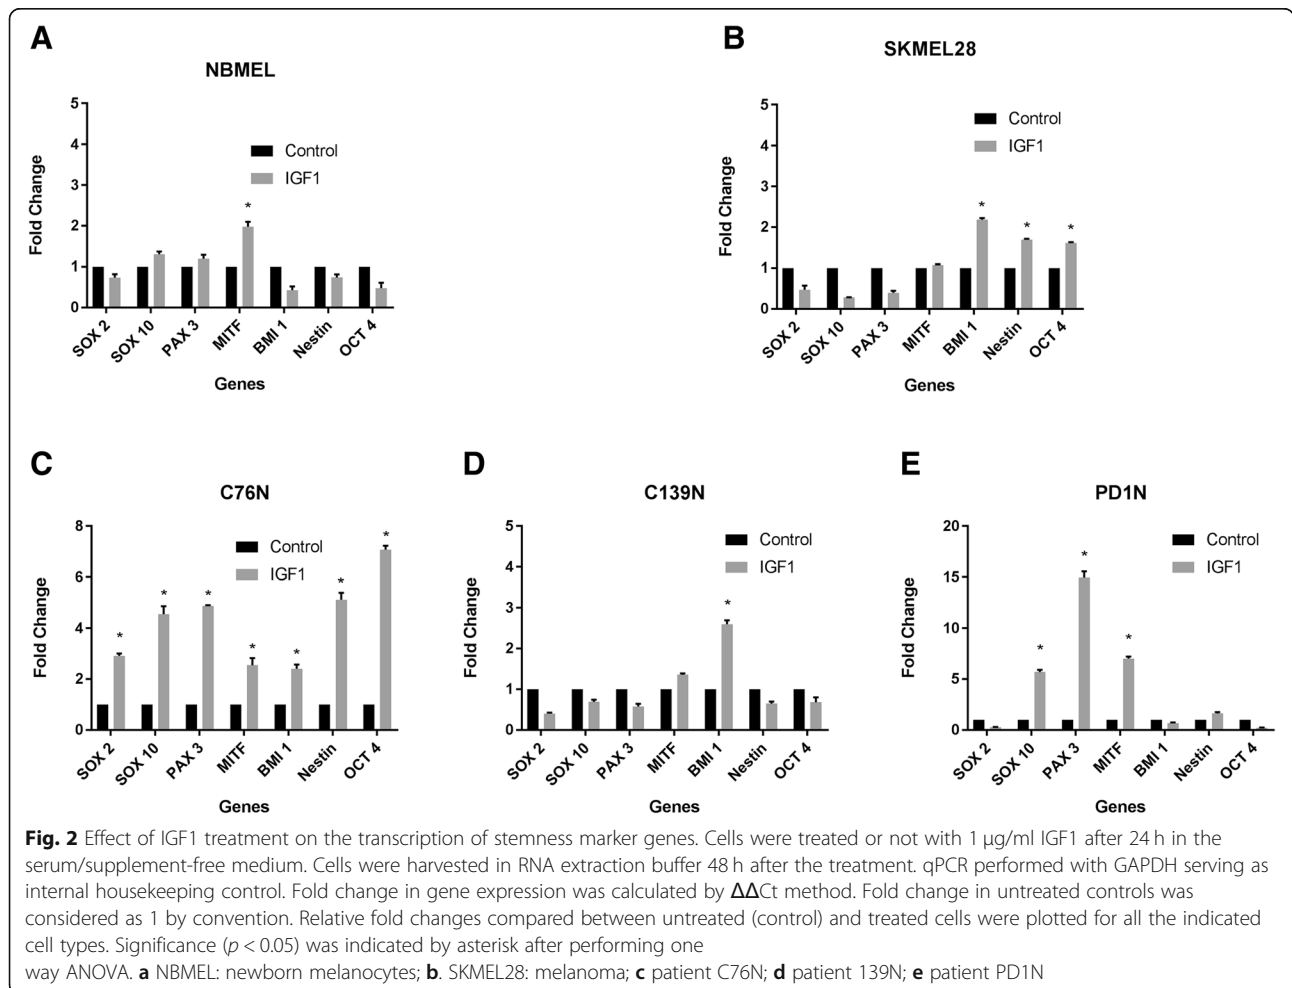 A
NBMEL
Fold Change
5
4
3
2
1
0
Control
IGF1
*
SOX 2
SOX 10
PAX 3
MITF
BMI 1
Nestin
OCT 4
Genes
B
SKMEL28
Fold Change
5
4
3
2
1
0
Control
IGF1
*
*
*
SOX 2
SOX 10
PAX 3
MITF
BMI 1
Nestin
OCT 4
Genes
C
C76N
Fold Change
8
6
4
2
0
Control
IGF1
*
*
*
*
*
*
*
SOX 2
SOX 10
PAX 3
MITF
BMI 1
Nestin
OCT 4
Genes
D
C139N
Fold Change
5
4
3
2
1
0
Control
IGF1
*
SOX 2
SOX 10
PAX 3
MITF
BMI 1
Nestin
OCT 4
Genes
E
PD1N
Fold Change
20
15
10
5
0
Control
IGF1
*
*
*
SOX 2
SOX 10
PAX 3
MITF
BMI 1
Nestin
OCT 4
Genes
Fig. 2 Effect of IGF1 treatment on the transcription of stemness marker genes. Cells were treated or not with 1 μg/ml IGF1 after 24 h in the
serum/supplement-free medium. Cells were harvested in RNA extraction buffer 48 h after the treatment. qPCR performed with GAPDH serving as
internal housekeeping control. Fold change in gene expression was calculated by ΔΔCt method. Fold change in untreated controls was
considered as 1 by convention. Relative fold changes compared between untreated (control) and treated cells were plotted for all the indicated
cell types. Significance (p < 0.05) was indicated by asterisk after performing one
way ANOVA. a NBMEL: newborn melanocytes; b. SKMEL28: melanoma; c patient C76N; d patient 139N; e patient PD1N